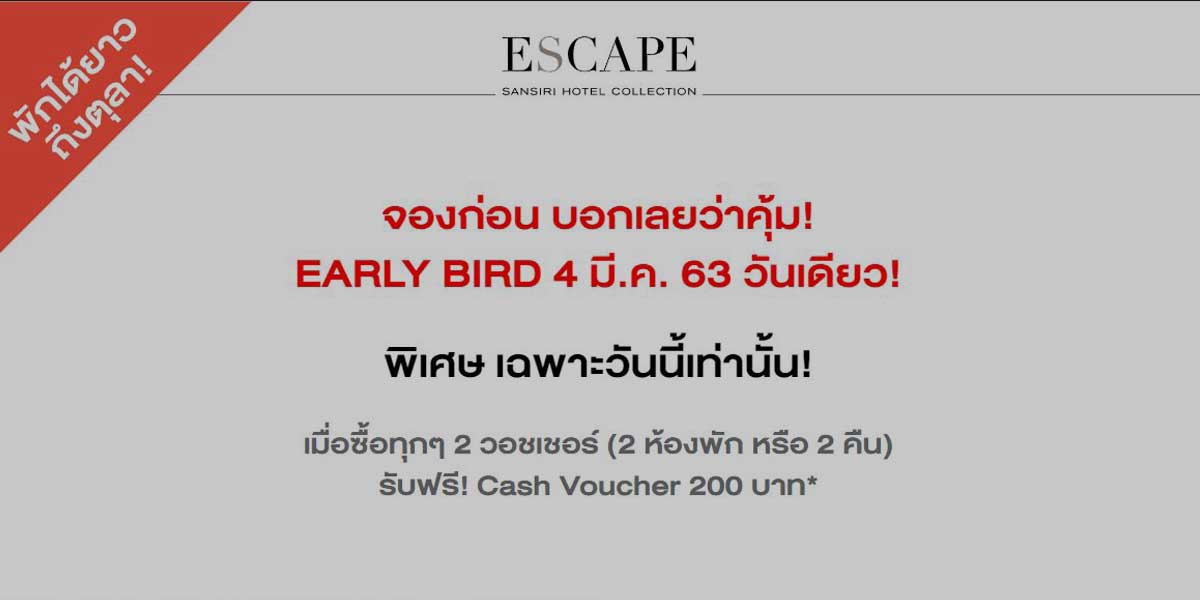 พักได้ยาว
ถึงตุลา!
ESCAPE
SANSIRI HOTEL COLLECTION
จองก่อน บอกเลยว่าคุ้ม!
EARLY BIRD 4 มี.ค. 63 วันเดียว!
พิเศษ เฉพาะวันนี้เท่านั้น!
เมื่อซื้อทุกๆ 2 วอชเชอร์ (2 ห้องพัก หรือ 2 คืน)
รับฟรี! Cash Voucher 200 บาท*